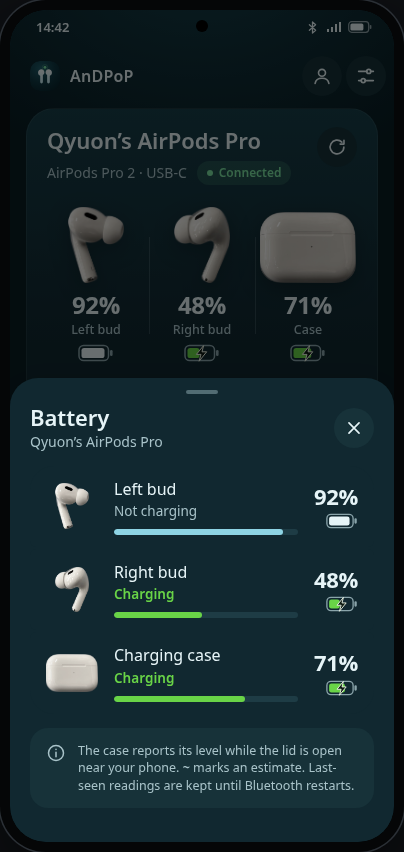 14:42
AnDPoP
Qyuon’s AirPods Pro
AirPods Pro 2 · USB-C
Connected
92%
48%
71%
Left bud
Right bud
Case
Battery
Qyuon’s AirPods Pro
Left bud
Not charging
92%
Right bud
Charging
48%
Charging case
Charging
71%
The case reports its level while the lid is open
near your phone. ~ marks an estimate. Last-
seen readings are kept until Bluetooth restarts.